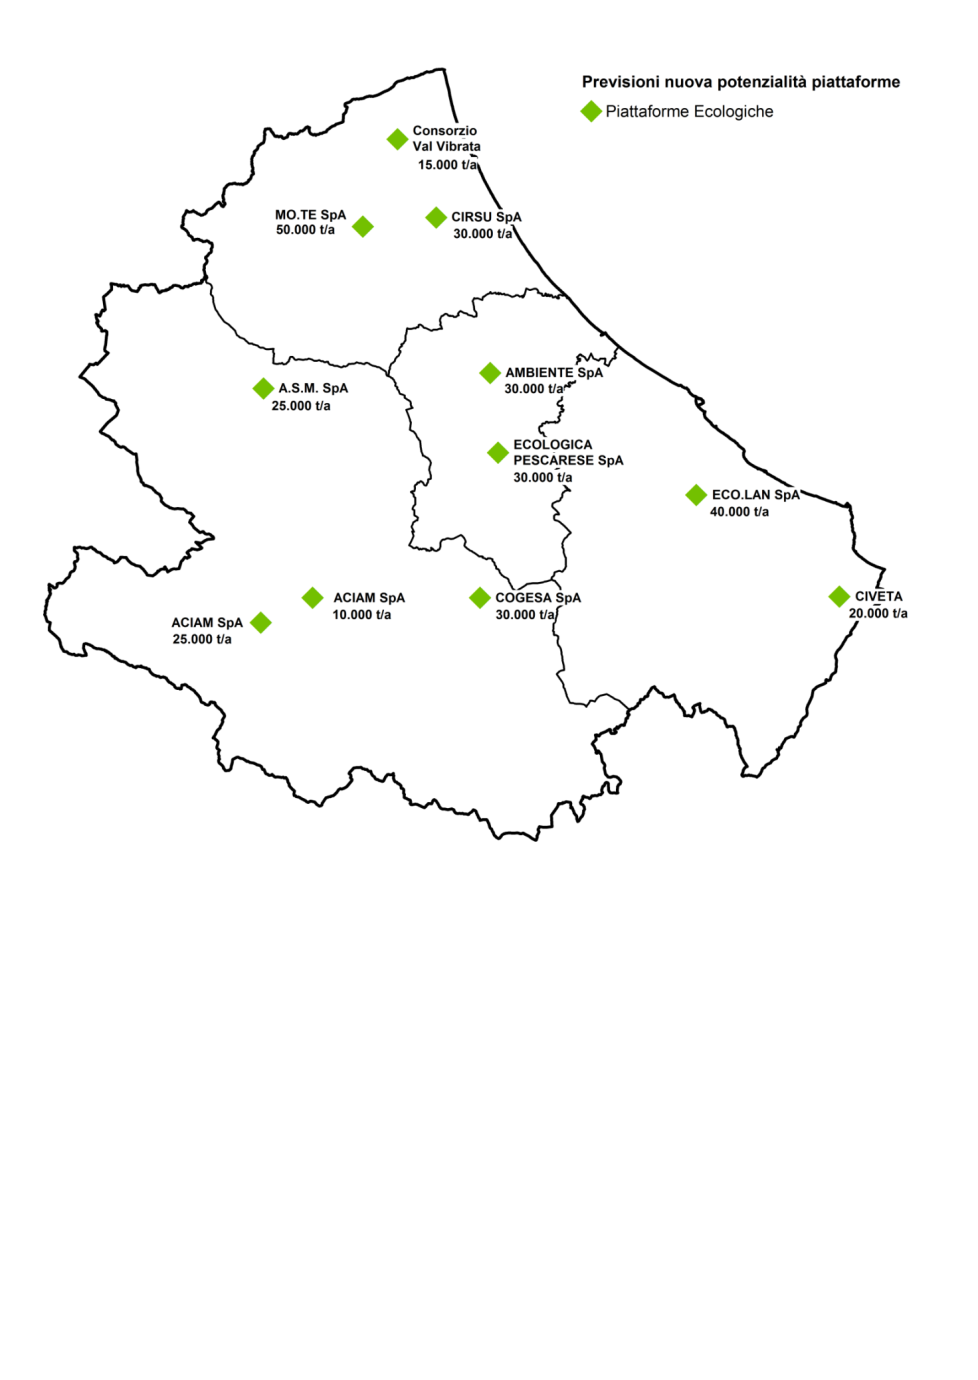 Previsioni nuova potenzialità piattaforme
Piattaforme Ecologiche
Consorzio
Val Vibrata
15.000 t/a
MO.TE SpA
50.000 t/a
CIRSU SpA
30.000 t/a
AMBIENTE SpA
30.000 t/a
A.S.M. SpA
25.000 t/a
ECOLOGICA
PESCARESE SpA
30.000 t/a
ECO.LAN SpA
40.000 t/a
ACIAM SpA
10.000 t/a
COGESA SpA
30.000 t/a
CIVETA
20.000 t/a
ACIAM SpA
25.000 t/a